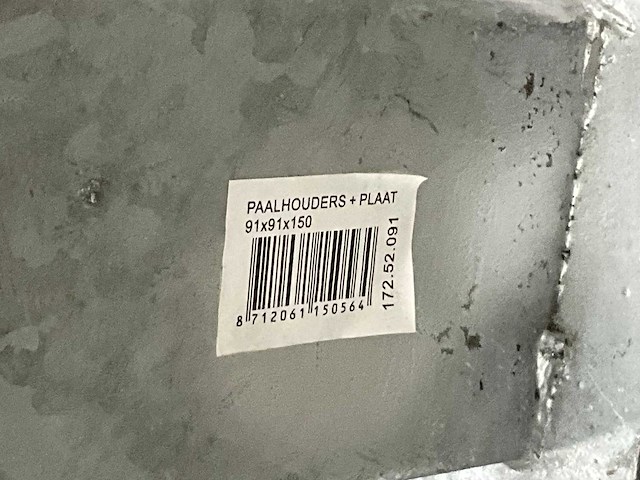 PAALHOUDERS + PLAAT
91x91x150
172.52.091
8 712061 150564